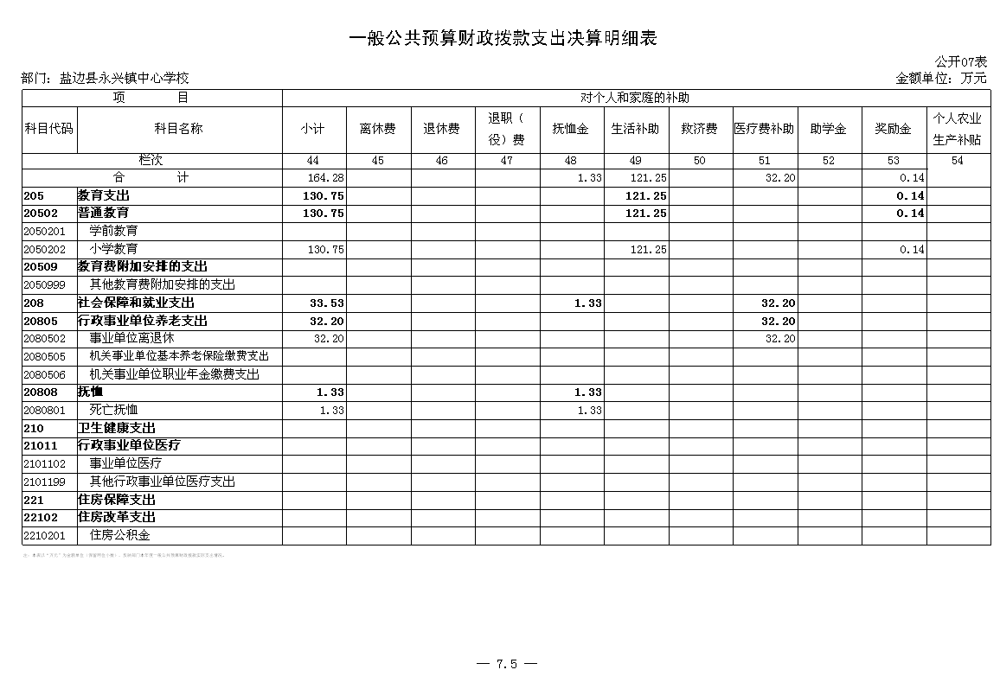 一般公共预算财政拨款支出决算明细表
公开07表
部门：盐边县永兴镇中心学校 金额单位：万元
项 目 对个人和家庭的补助
科目代码 科目名称 小计 离休费 退休费 退职（役）费 抚恤金 生活补助 救济费 医疗费补助 助学金 奖励金 个人农业生产补贴
栏次 44 45 46 47 48 49 50 51 52 53 54
合 计 164.28 1.33 121.25 32.20 0.14
205 教育支出 130.75 121.25 0.14
20502 普通教育 130.75 121.25 0.14
2050201 学前教育
2050202 小学教育 130.75 121.25 0.14
20509 教育费附加安排的支出
2050999 其他教育费附加安排的支出
208 社会保障和就业支出 33.53 1.33 32.20
20805 行政事业单位养老支出 32.20 32.20
2080502 事业单位离退休 32.20 32.20
2080505 机关事业单位基本养老保险缴费支出
2080506 机关事业单位职业年金缴费支出
20808 抚恤 1.33 1.33
2080801 死亡抚恤 1.33 1.33
210 卫生健康支出
21011 行政事业单位医疗
2101102 事业单位医疗
2101199 其他行政事业单位医疗支出
221 住房保障支出
22102 住房改革支出
2210201 住房公积金
— 7.5 —